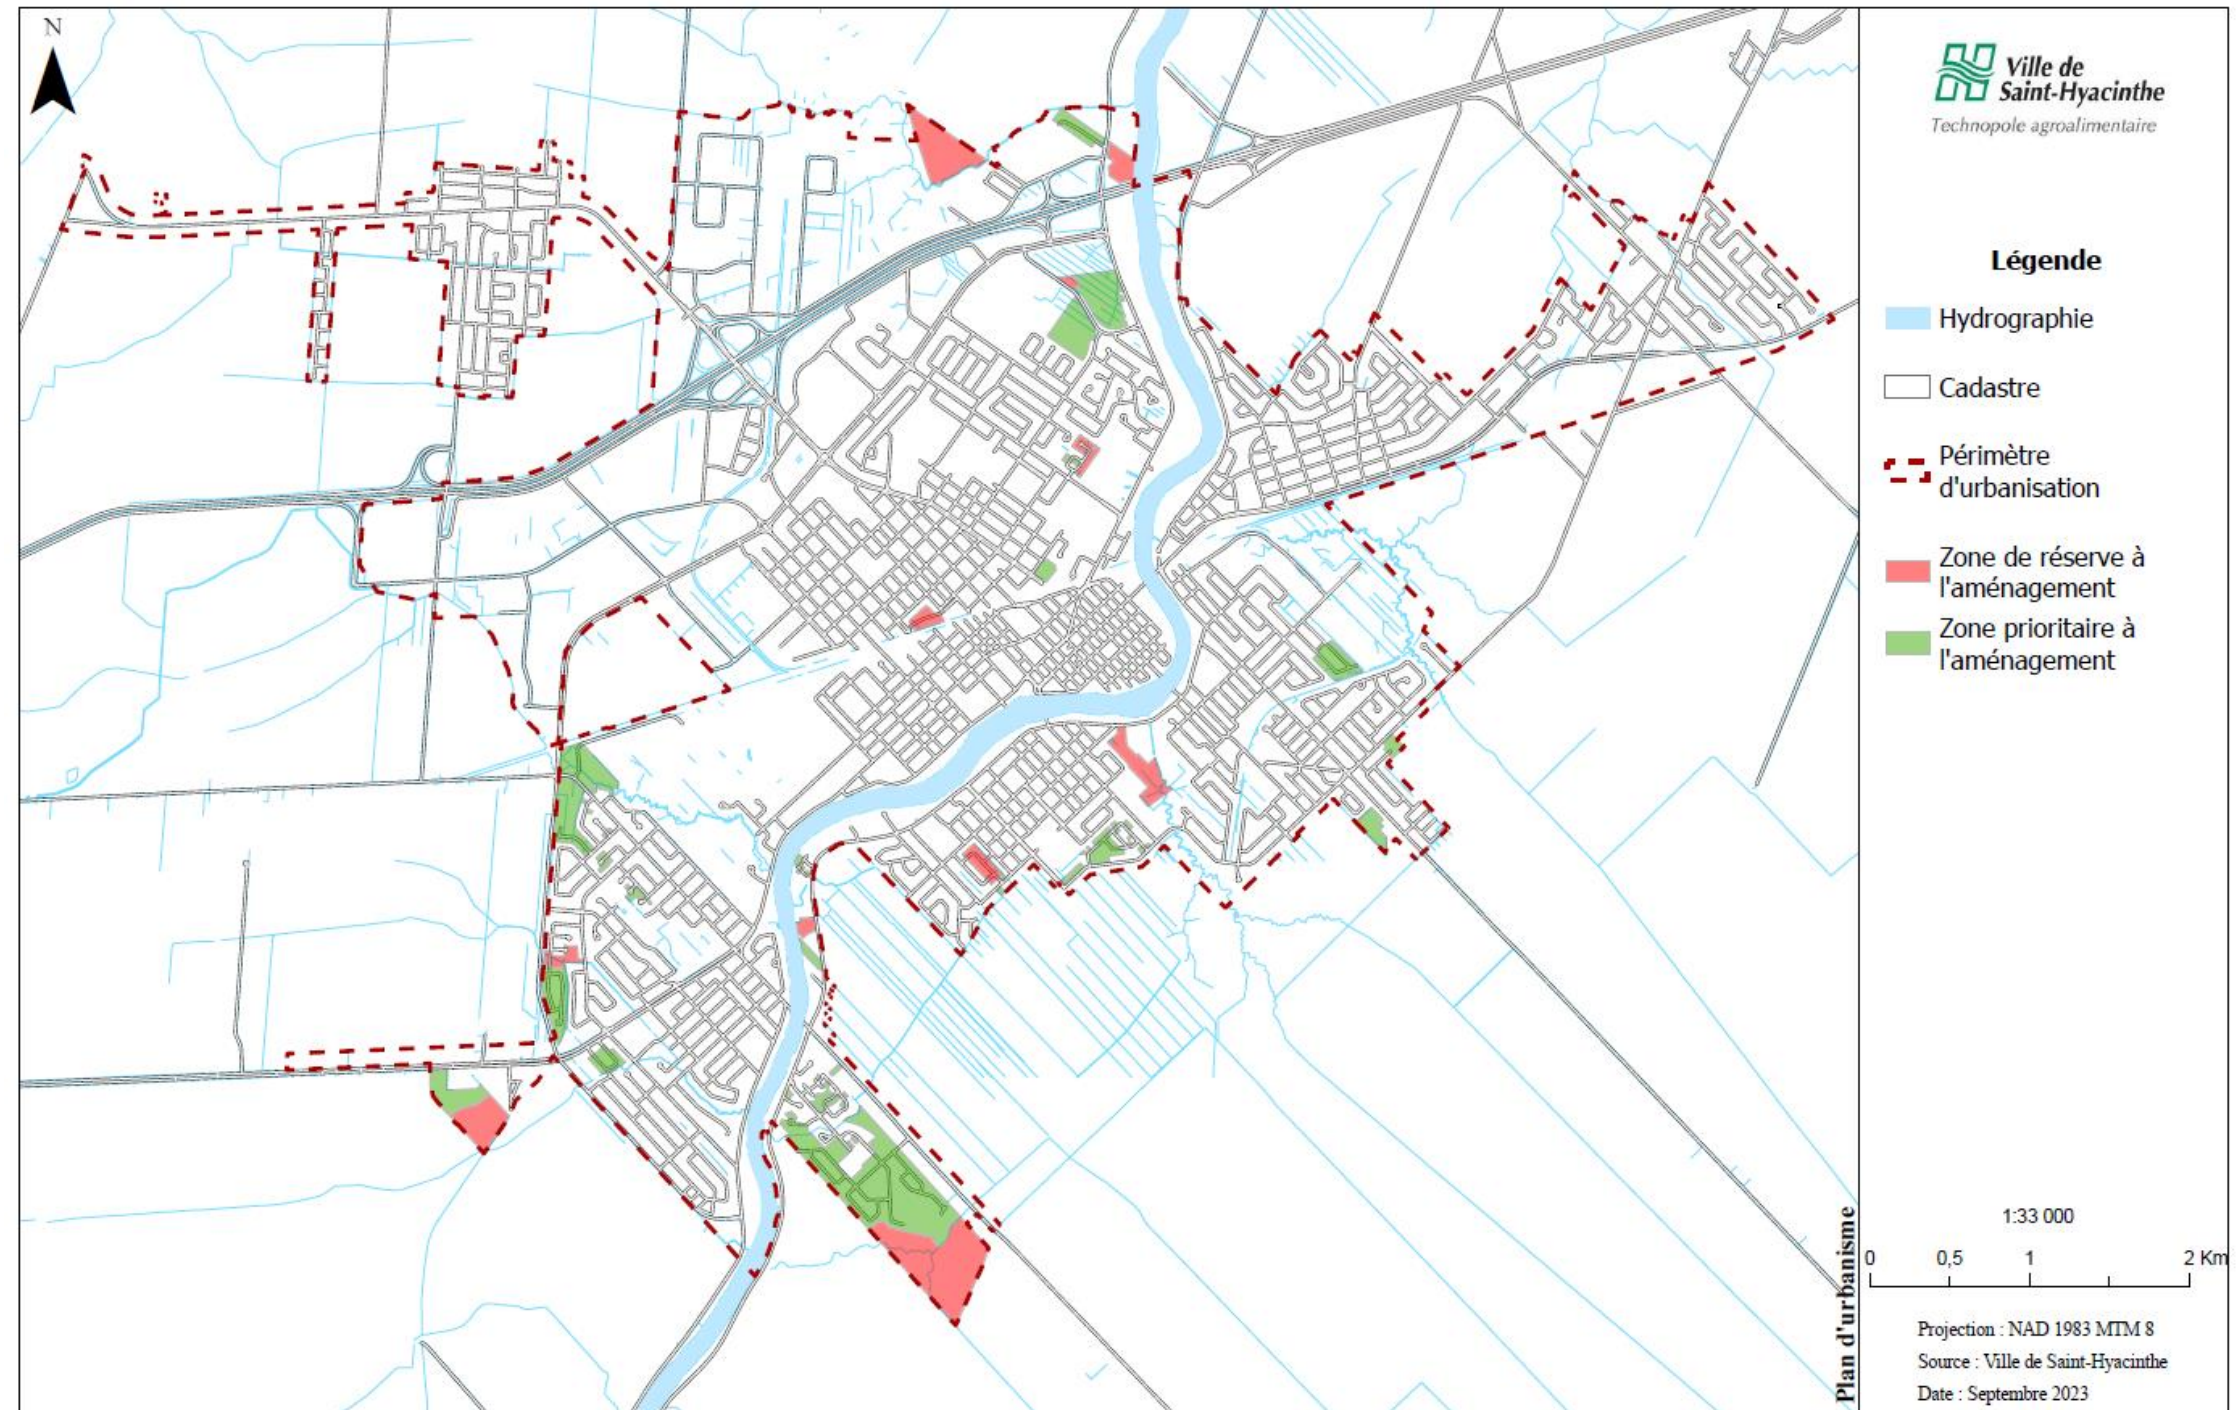 N
Ville de
Saint-Hyacinthe
Technopole agroalimentaire
Légende
Hydrographie
Cadastre
Périmètre
d'urbanisation
Zone de réserve à
l'aménagement
Zone prioritaire à
l'aménagement
1:33 000
0 0,5 1 2 Km
Plan d'urbanisme
Projection : NAD 1983 MTM 8
Source : Ville de Saint-Hyacinthe
Date : Septembre 2023